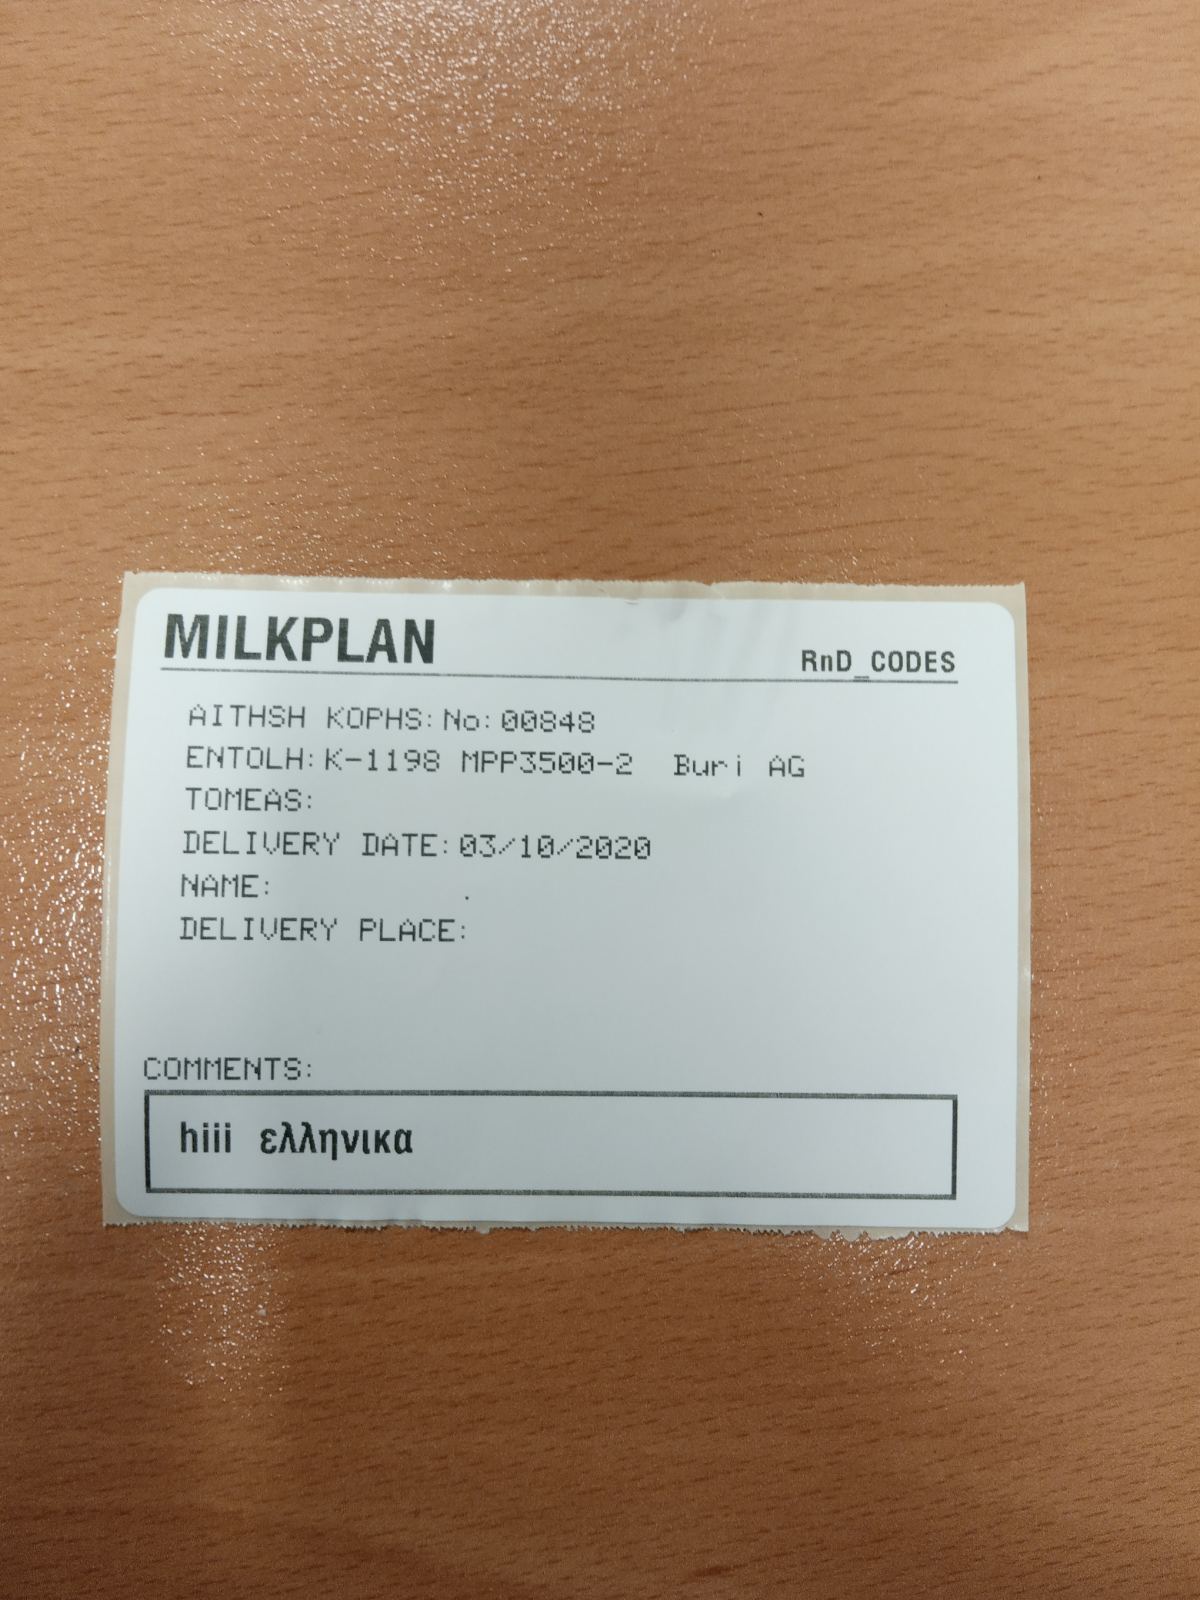 MILKPLAN
RnD_CODES
AITHSH KOPHS: No: 00848
ENTOLH: K-1198 MPP3500-2 Buri AG
TOMEAS:
DELIVERY DATE: 03/10/2020
NAME: .
DELIVERY PLACE:
COMMENTS:
hiii ελληνικα